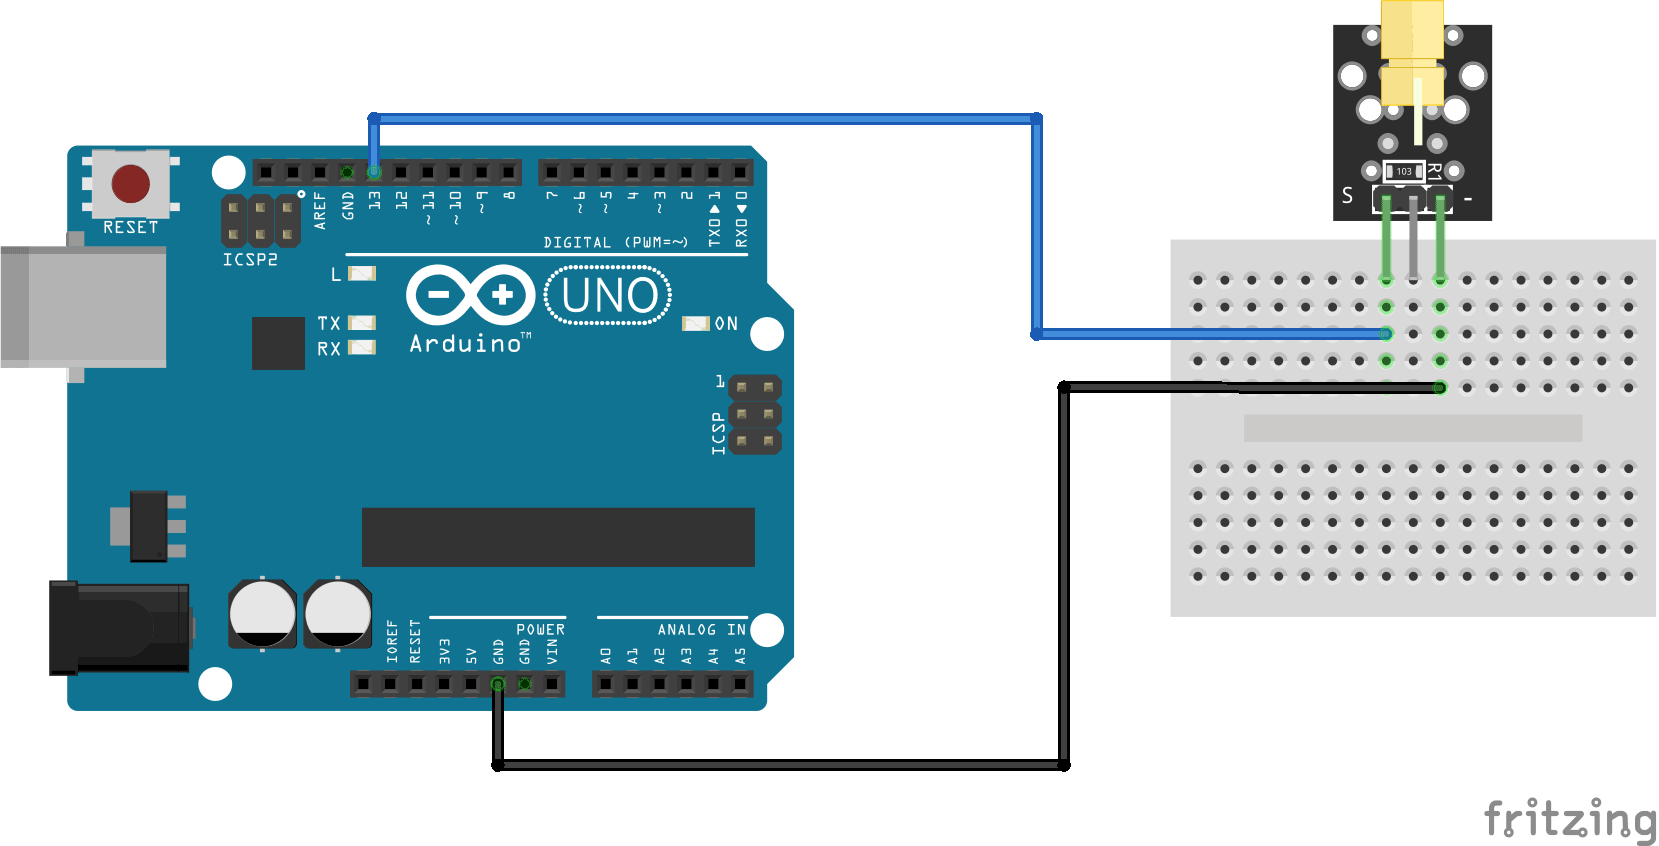 RESET
ICSP2
AREF
GND
13
12
~11
~10
~9
8
7
~6
~5
4
~3
2
TX0▶1
RX0◀0
DIGITAL (PWM=~)
L
TX
RX
Arduino™
UNO
ON
1
ICSP
IOREF
RESET
3V3
5V
GND
GND
VIN
POWER
A0
A1
A2
A3
A4
A5
ANALOG IN
103
R1
S
-
fritzing